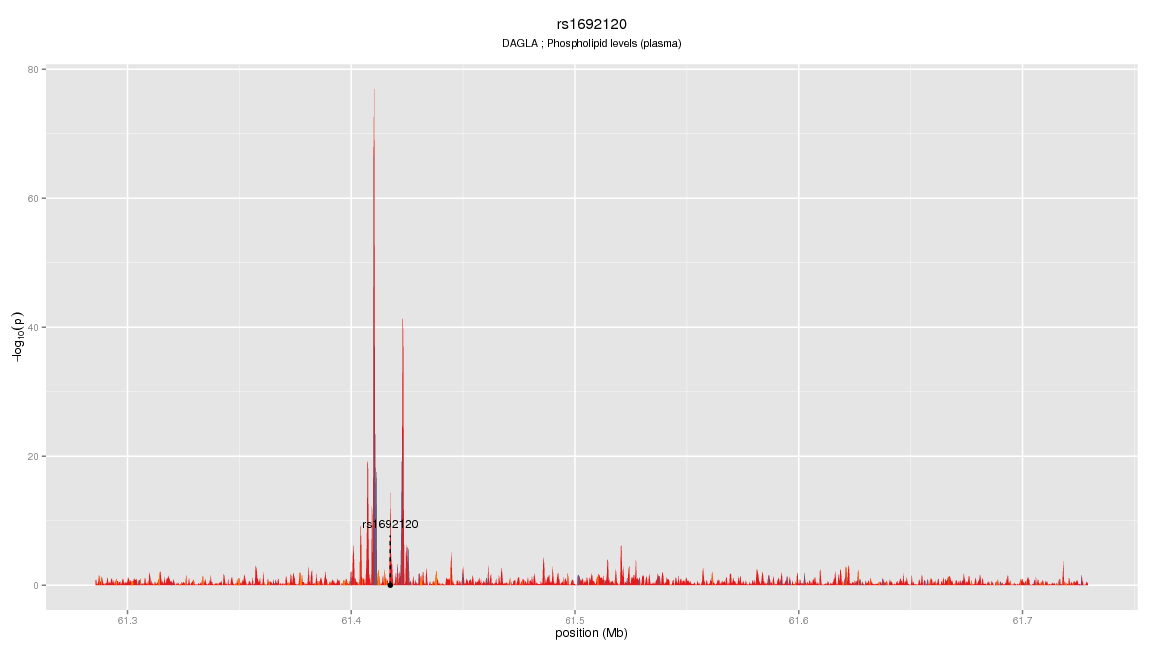 rs1692120
DAGLA ; Phospholipid levels (plasma)
80
60
40
20
0
−log10(p)
rs1692120
61.3 61.4 61.5 61.6 61.7
position (Mb)